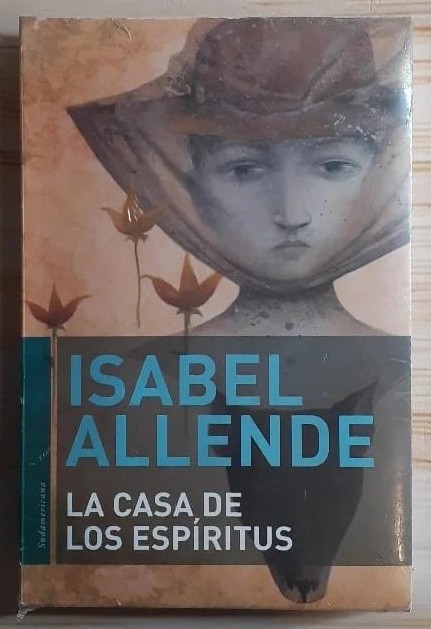 ISABEL
ALLENDE
LA CASA DE
LOS ESPÍRITUS
Sudamericana